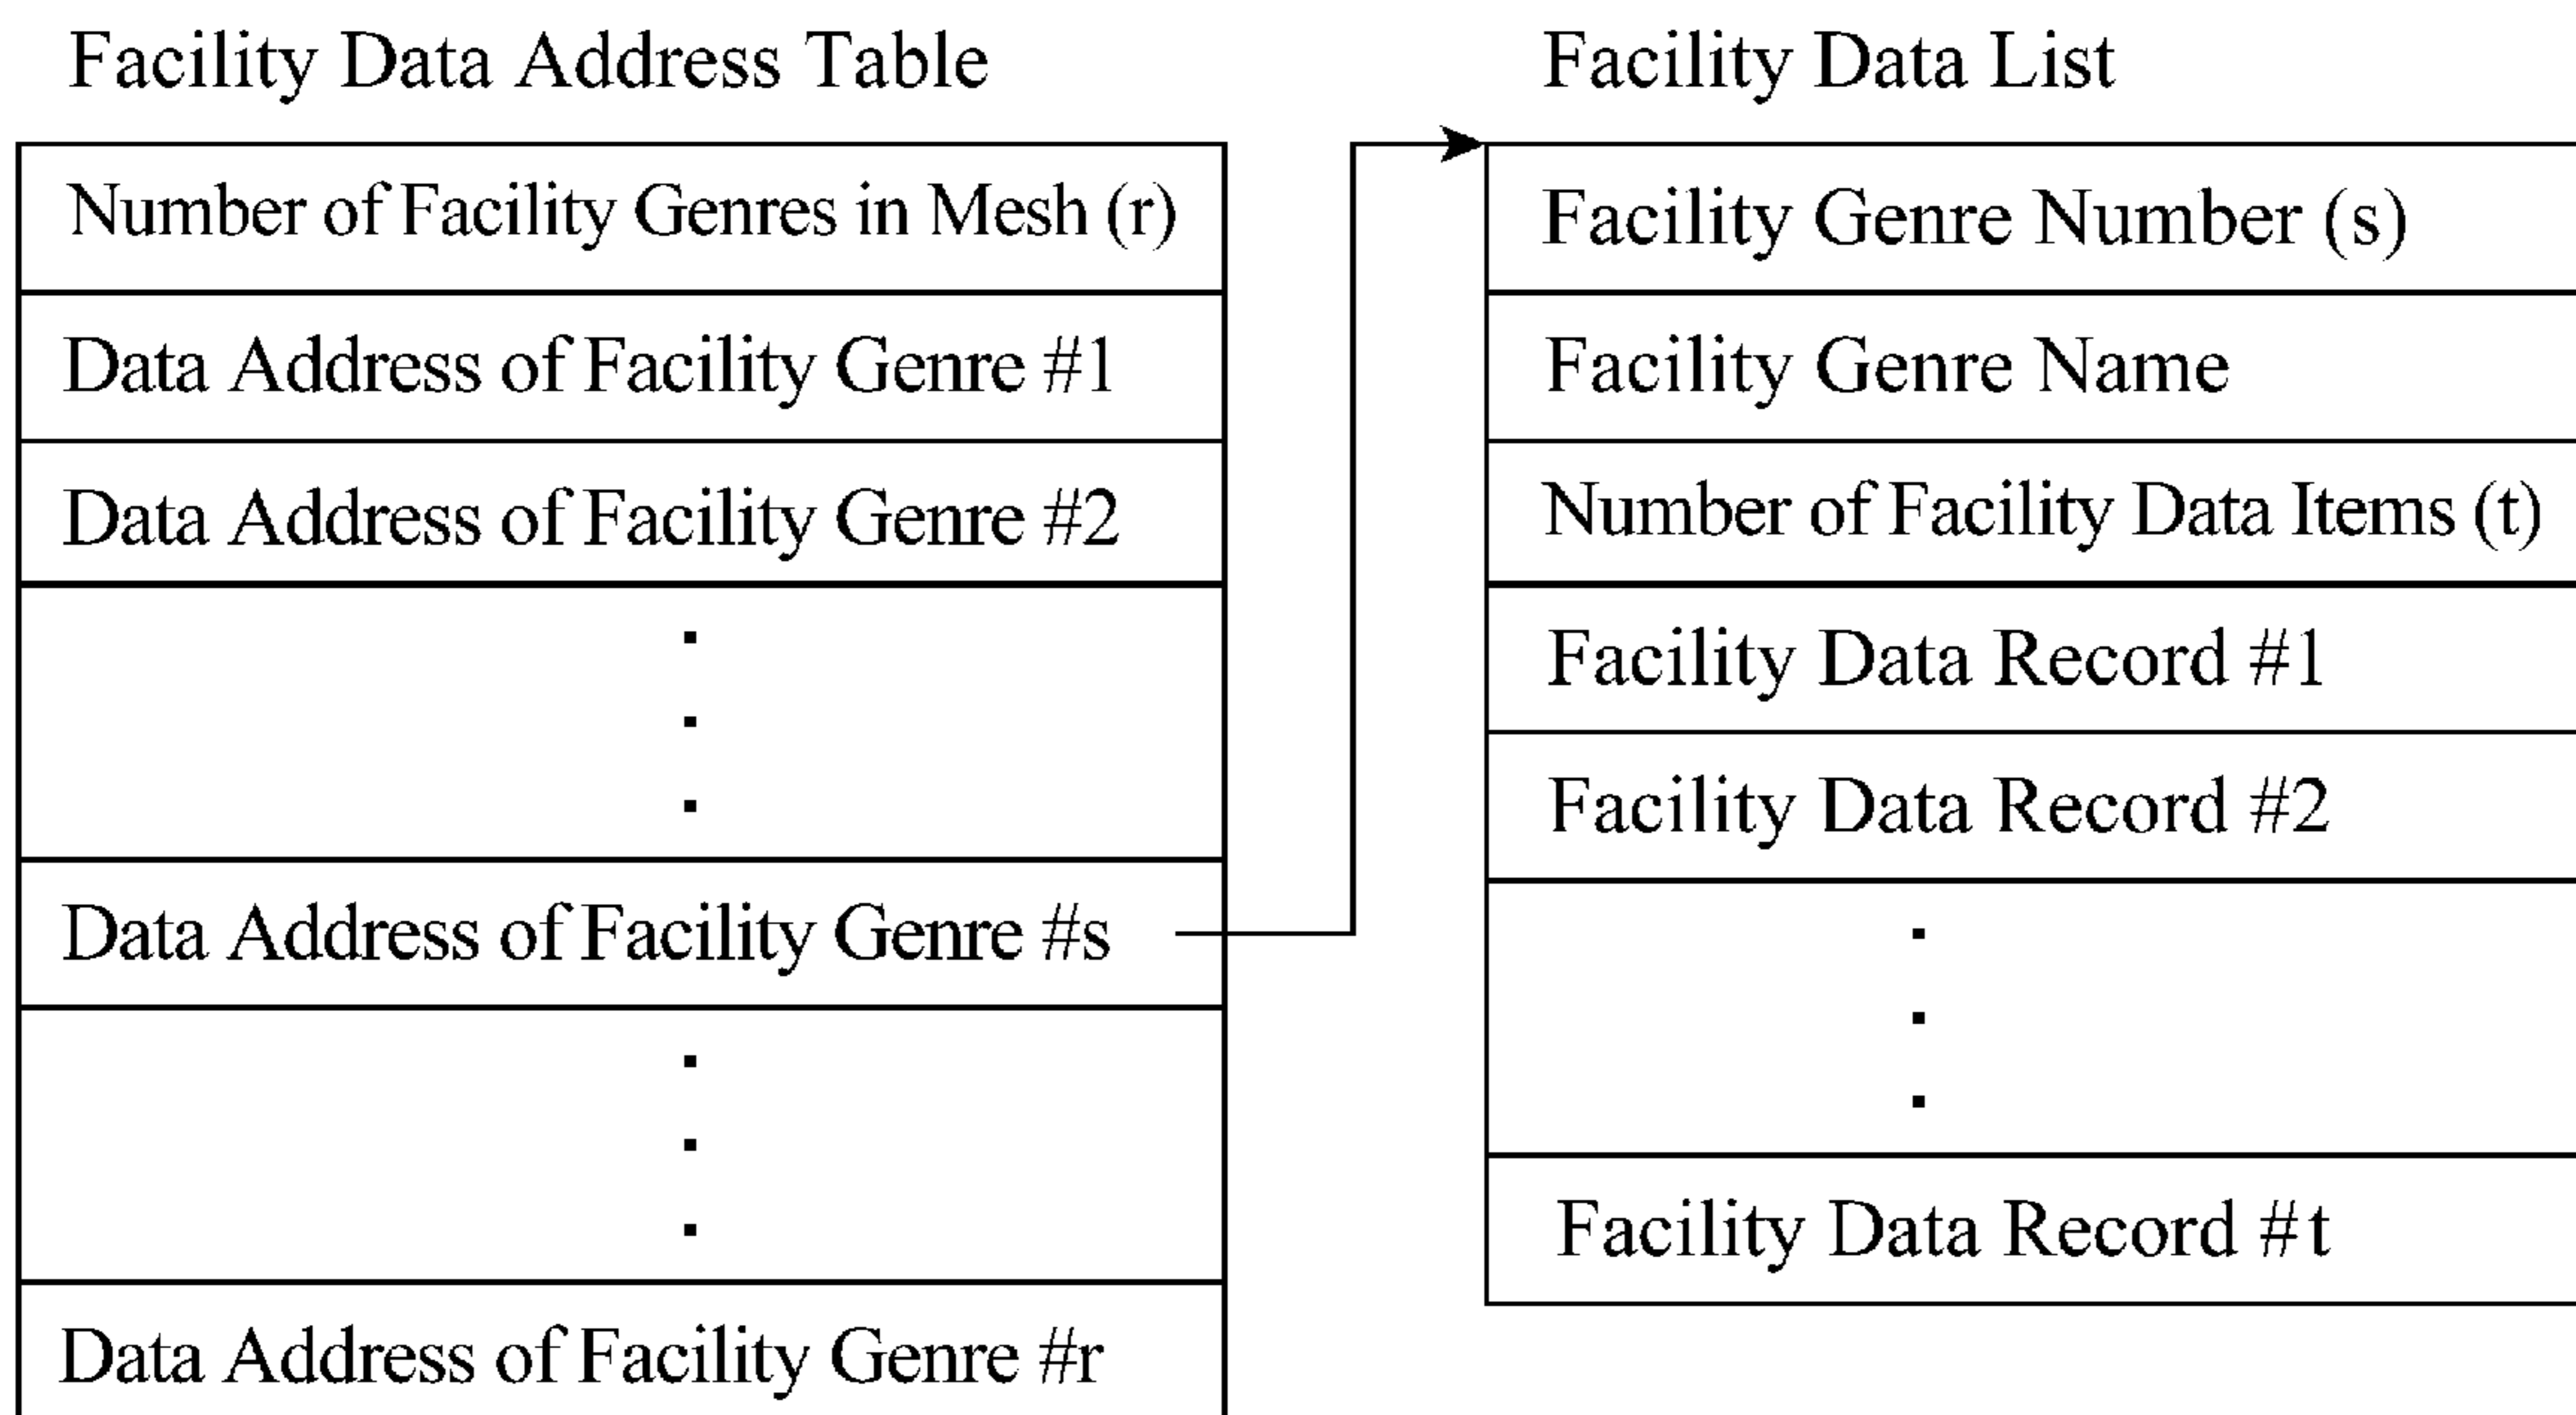 Facility Data Address Table
Number of Facility Genres in Mesh (r)
Data Address of Facility Genre #1
Data Address of Facility Genre #2
Data Address of Facility Genre #s
Data Address of Facility Genre #r
Facility Data List
Facility Genre Number (s)
Facility Genre Name
Number of Facility Data Items (t)
Facility Data Record #1
Facility Data Record #2
Facility Data Record #t